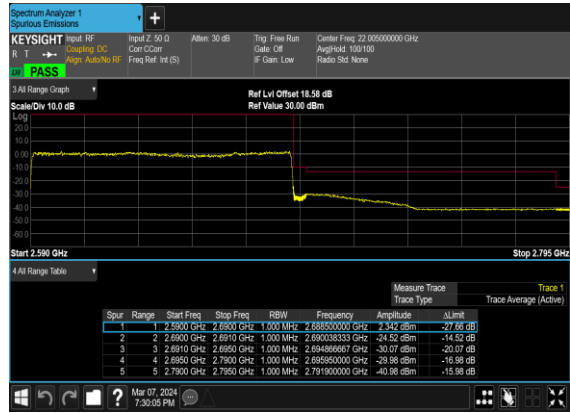 Spectrum Analyzer 1
Spurious Emissions
+
KEYSIGHT Input: RF Input Z: 50 Ω Atten: 30 dB Trig: Free Run Center Freq: 22.005000000 GHz
R T Coupling: DC Corr CCorr Gate: Off Avg|Hold: 100/100
Align: Auto/No RF Freq Ref: Int (S) IF Gain: Low Radio Std: None
PASS
3 All Range Graph Ref Lvl Offset 18.58 dB
Scale/Div 10.0 dB Ref Value 30.00 dBm
Log
20.0
10.0
0.00
-10.0
-20.0
-30.0
-40.0
-50.0
-60.0
Start 2.590 GHz Stop 2.795 GHz
4 All Range Table
Measure Trace Trace 1
Trace Type Trace Average (Active)
Spur Range Start Freq Stop Freq RBW Frequency Amplitude ΔLimit
1 1 2.5900 GHz 2.6900 GHz 1.000 MHz 2.688500000 GHz 2.342 dBm -27.66 dB
2 2 2.6900 GHz 2.6910 GHz 1.000 MHz 2.690038333 GHz -24.52 dBm -14.52 dB
3 3 2.6910 GHz 2.6950 GHz 1.000 MHz 2.694866667 GHz -30.07 dBm -20.07 dB
4 4 2.6950 GHz 2.7900 GHz 1.000 MHz 2.695950000 GHz -29.98 dBm -16.98 dB
5 5 2.7900 GHz 2.7950 GHz 1.000 MHz 2.791900000 GHz -40.98 dBm -15.98 dB
? Mar 07, 2024
7:30:05 PM